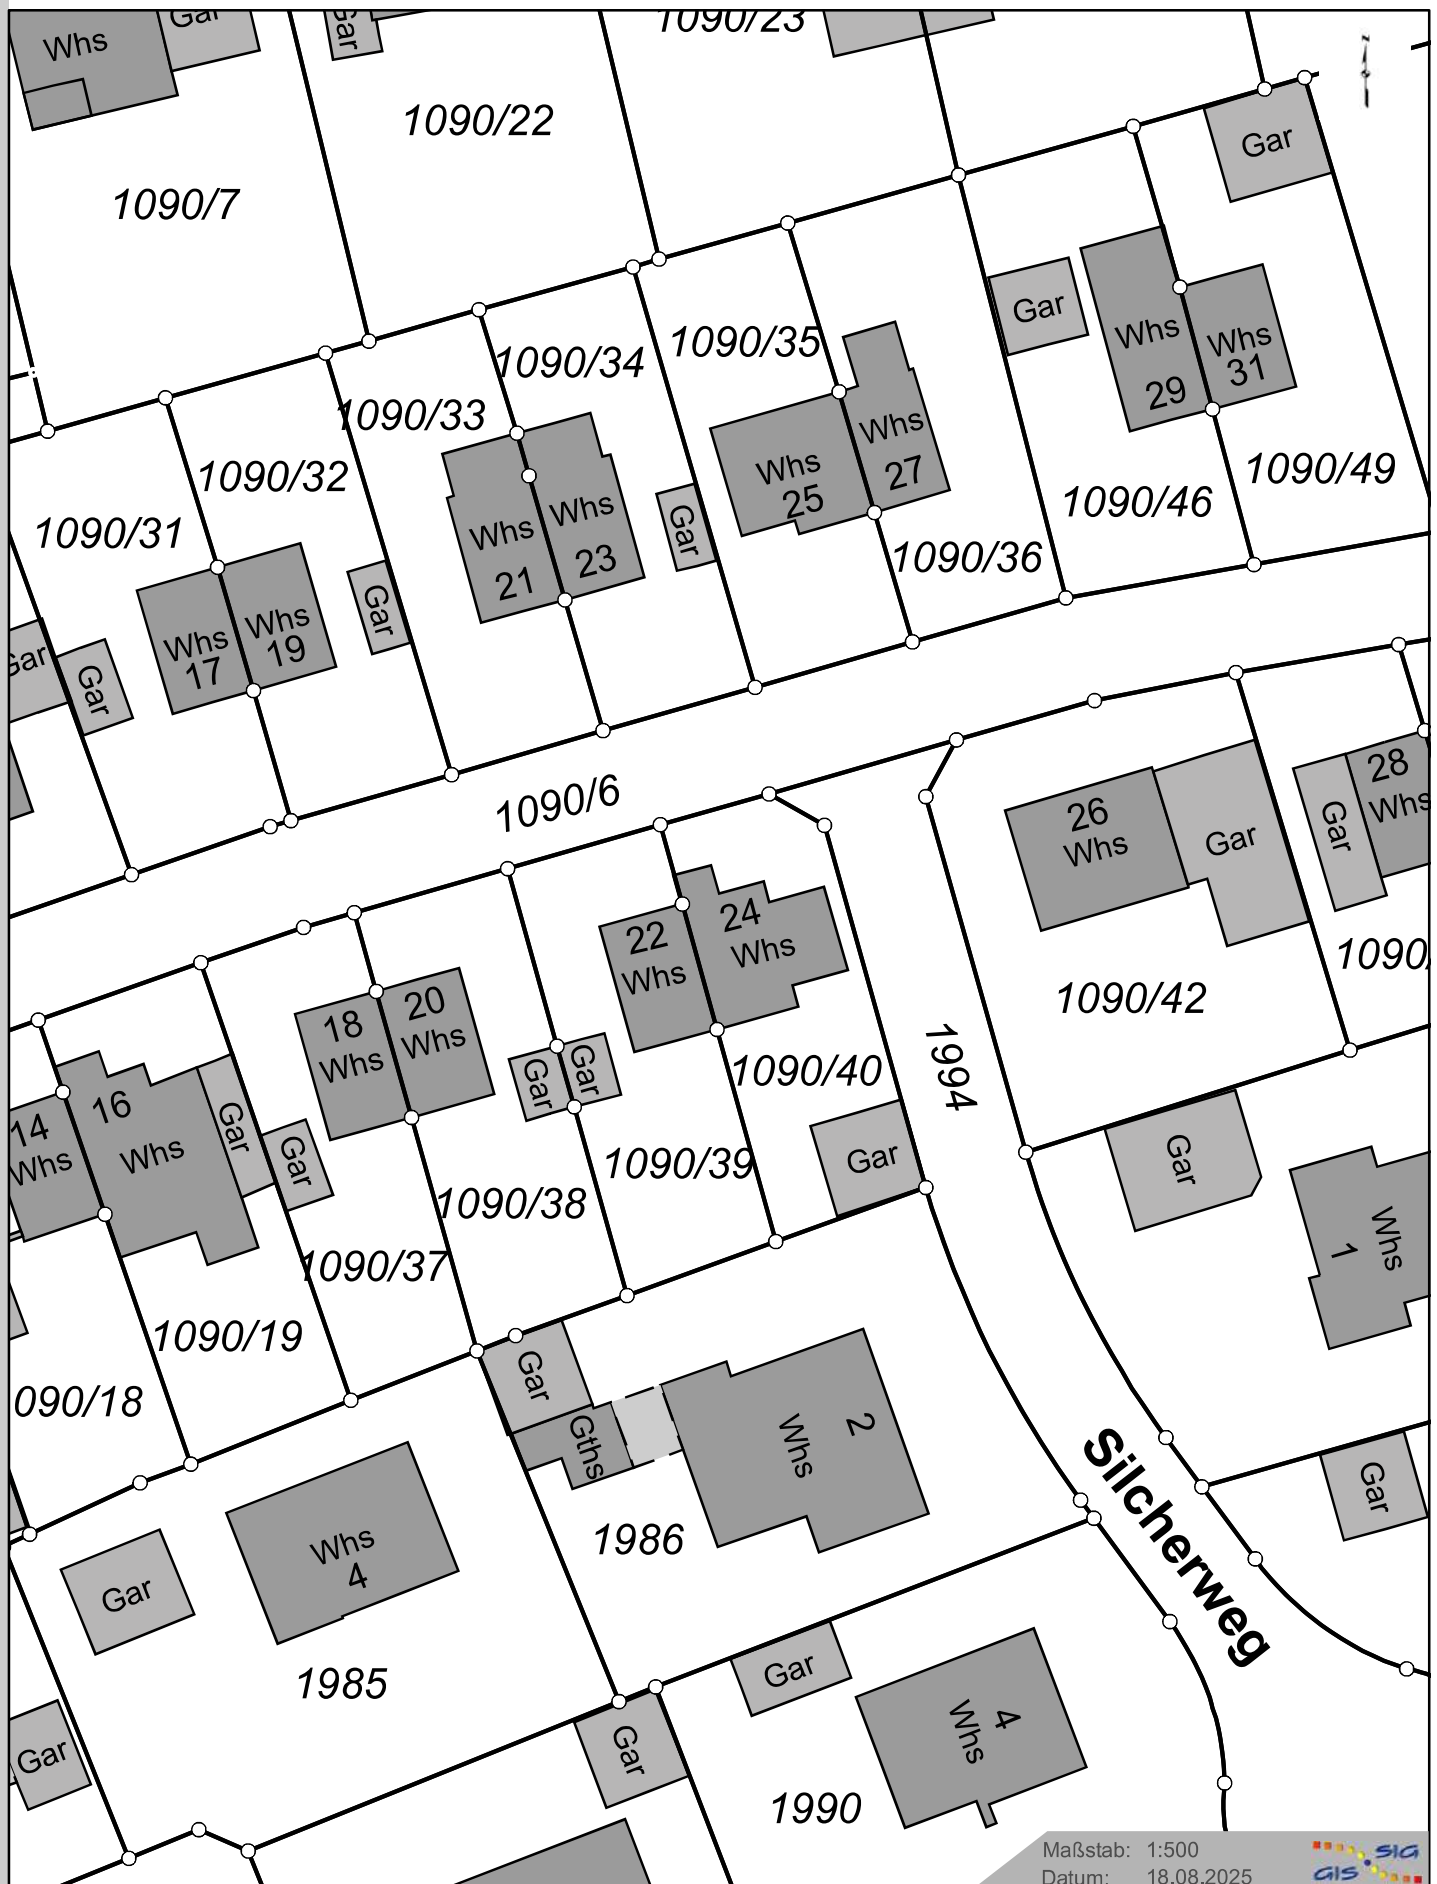 Whs
Gar
Gar
1090/23
1090/22
1090/7
Gar
1090/35
1090/34
Gar
Whs
29
Whs
31
1090/33
1090/32
1090/31
Whs
25
Whs
27
1090/49
1090/46
1090/36
Whs
21
Whs
23
Gar
Whs
17
Whs
19
Gar
Gar
Gar
1090/6
26
Whs
Gar
Gar
28
Whs
1090/
1090/42
22
Whs
24
Whs
18
Whs
20
Whs
Gar
Gar
1090/40
1994
14
Whs
16
Whs
Gar
Gar
1090/39
Gar
Gar
1
Whs
1090/38
1090/37
1090/19
090/18
Gar
Gths
Whs
2
1986
Silcherweg
Gar
Whs
4
Gar
1985
Gar
Gar
Gar
Whs
4
1990
Maßstab: 1:500
Datum: 18.08.2025
SIG
GIS